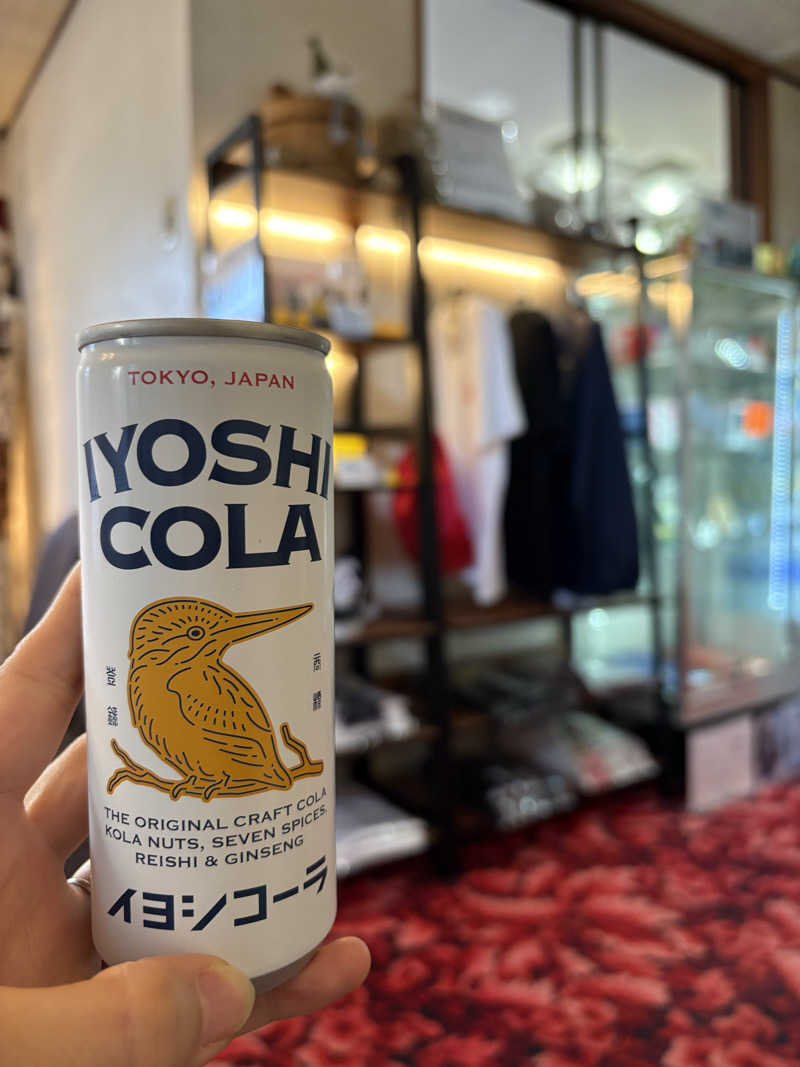 TOKYO, JAPAN
IYOSHI
COLA
THE ORIGINAL CRAFT COLA
KOLA NUTS, SEVEN SPICES,
REISHI & GINSENG
イヨシコーラ